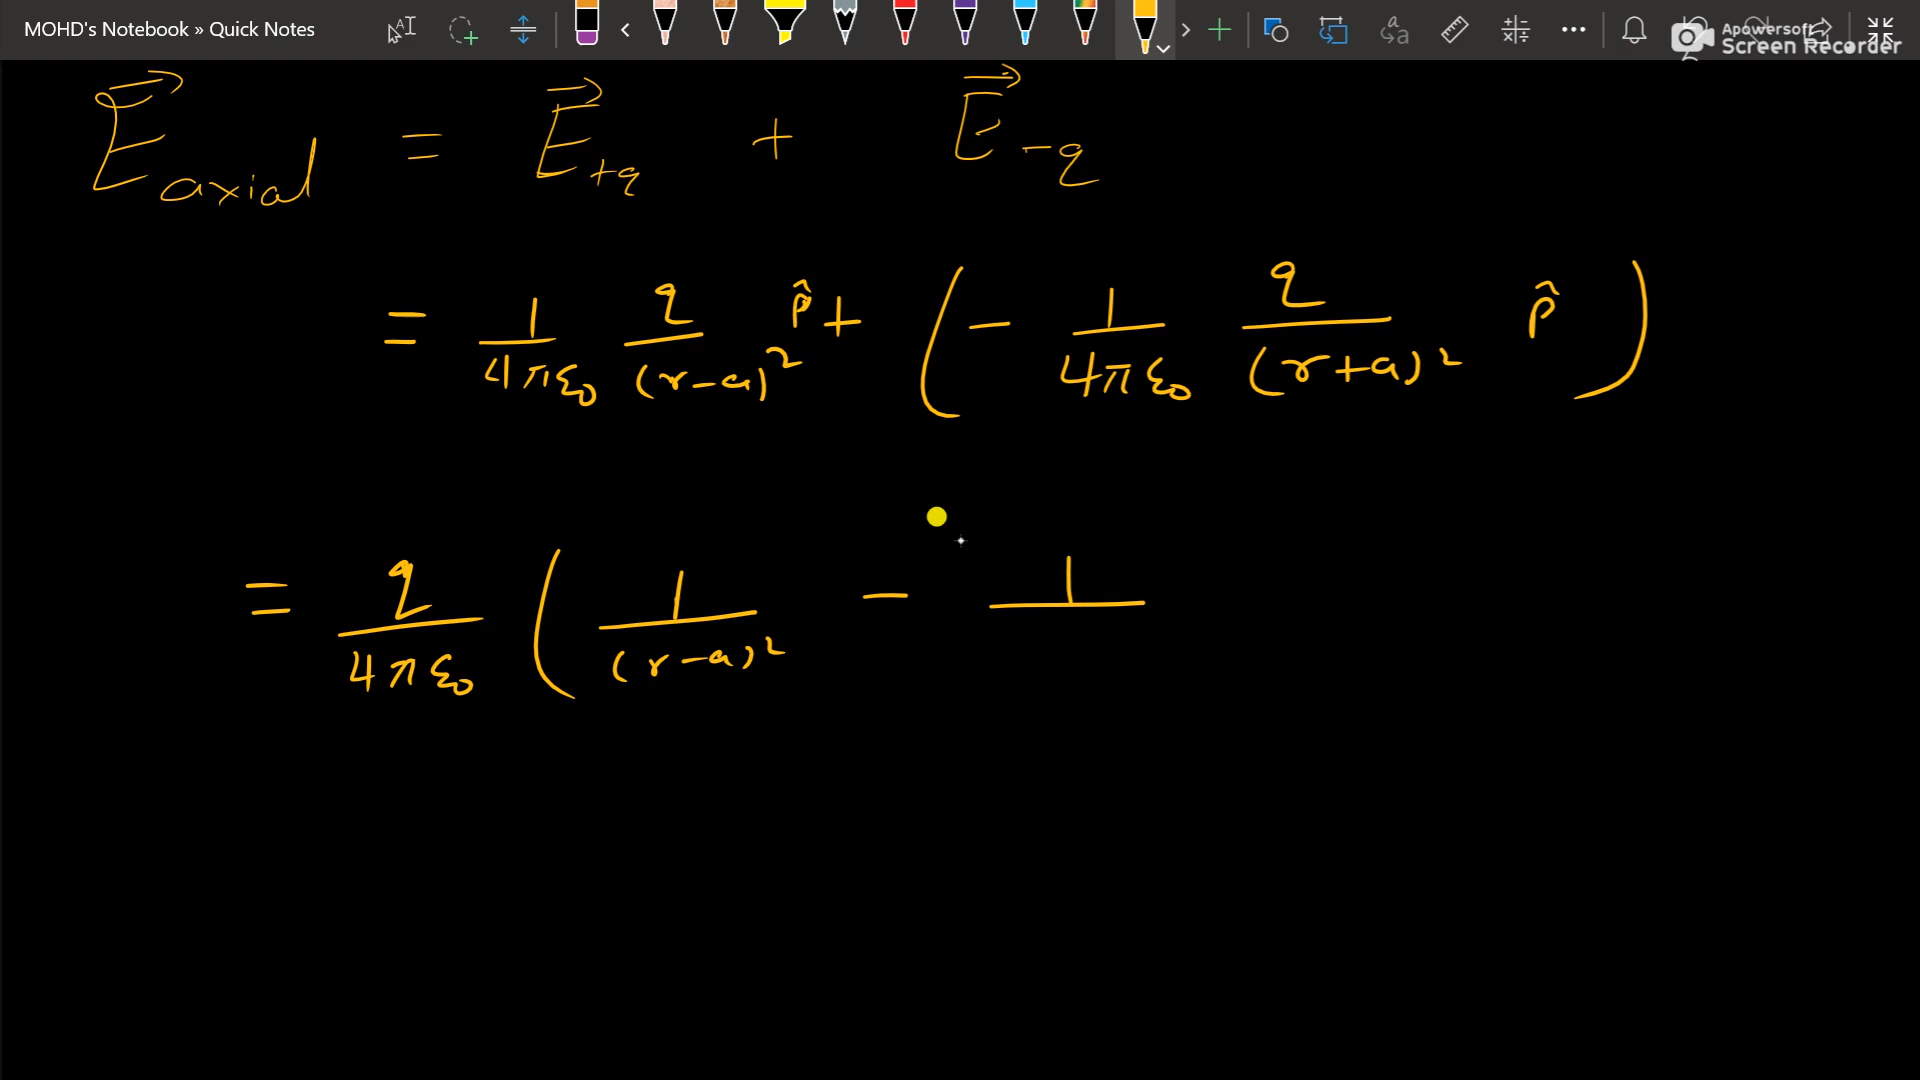 MOHD's Notebook » Quick Notes
Apowersoft
Screen Recorder
E⃗axial = E⃗+q + E⃗-q
= 1/4πε₀ q/(r-a)² p̂ + ( - 1/4πε₀ q/(r+a)² p̂ )
= q/4πε₀ ( 1/(r-a)² - 1/